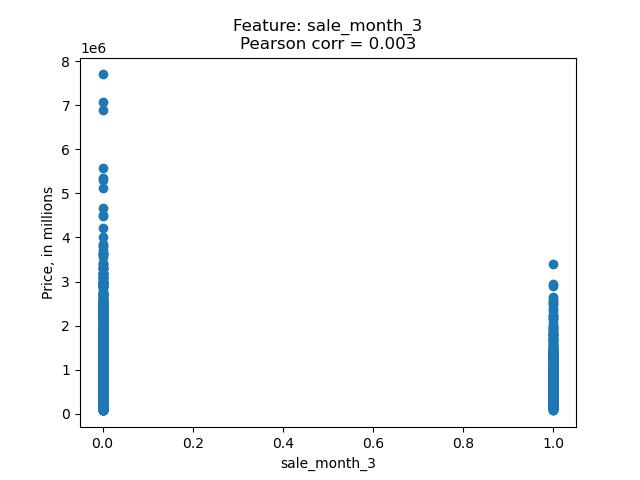 Feature: sale_month_3
Pearson corr = 0.003
1e6
8
7
6
5
4
3
2
1
0
Price, in millions
0.0 0.2 0.4 0.6 0.8 1.0
sale_month_3